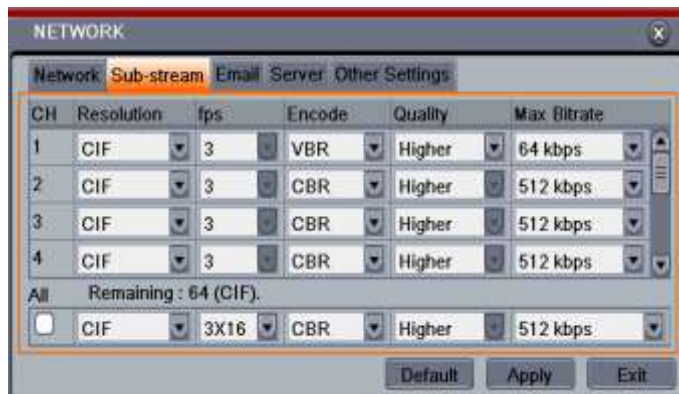 NETWORK
X
Network Sub-stream Email Server Other Settings
CH Resolution fps Encode Quality Max Bitrate
1 CIF 3 VBR Higher 64 kbps
2 CIF 3 CBR Higher 512 kbps
3 CIF 3 CBR Higher 512 kbps
4 CIF 3 CBR Higher 512 kbps
All Remaining : 64 (CIF).
CIF 3X16 CBR Higher 512 kbps
Default Apply Exit